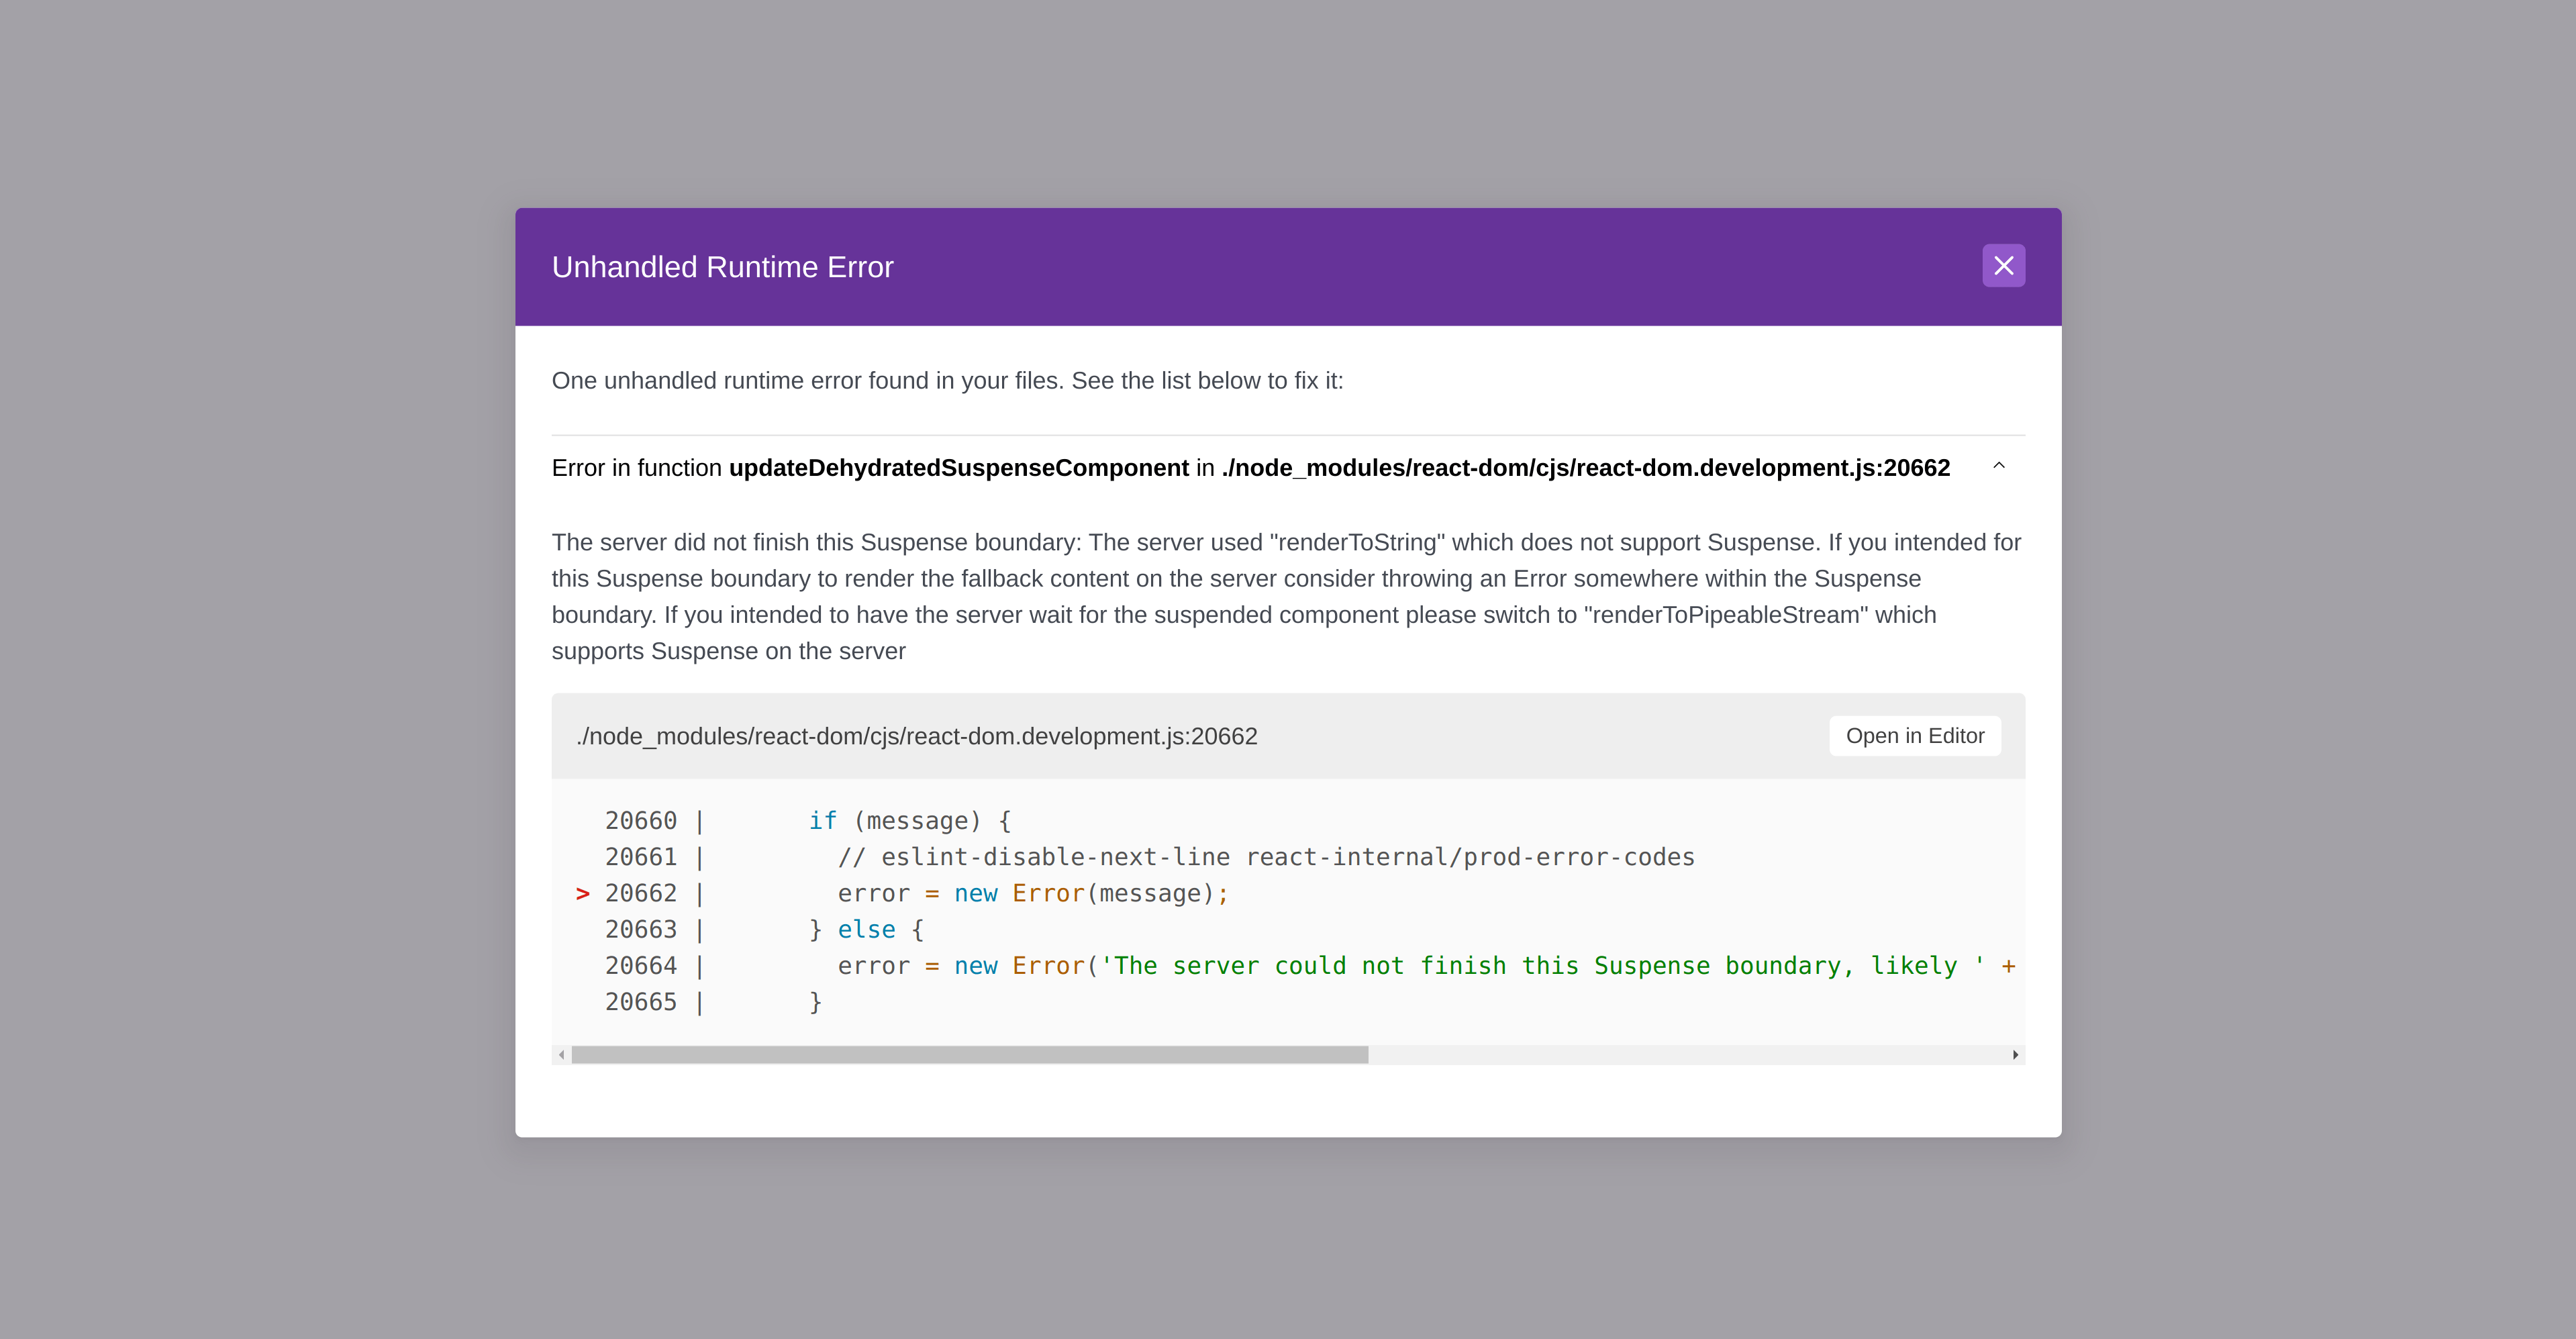 Unhandled Runtime Error
One unhandled runtime error found in your files. See the list below to fix it:
Error in function updateDehydratedSuspenseComponent in ./node_modules/react-dom/cjs/react-dom.development.js:20662
The server did not finish this Suspense boundary: The server used "renderToString" which does not support Suspense. If you intended for
this Suspense boundary to render the fallback content on the server consider throwing an Error somewhere within the Suspense
boundary. If you intended to have the server wait for the suspended component please switch to "renderToPipeableStream" which
supports Suspense on the server
./node_modules/react-dom/cjs/react-dom.development.js:20662
Open in Editor
  20660 |       if (message) {
  20661 |         // eslint-disable-next-line react-internal/prod-error-codes
> 20662 |         error = new Error(message);
  20663 |       } else {
  20664 |         error = new Error('The server could not finish this Suspense boundary, likely ' +
  20665 |       }